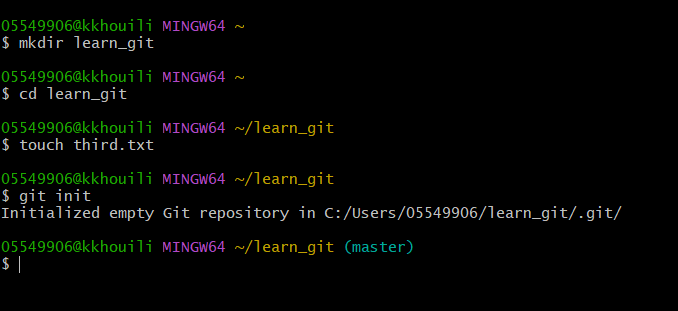 05549906@kkhouili MINGW64 ~
$ mkdir learn_git
05549906@kkhouili MINGW64 ~
$ cd learn_git
05549906@kkhouili MINGW64 ~/learn_git
$ touch third.txt
05549906@kkhouili MINGW64 ~/learn_git
$ git init
Initialized empty Git repository in C:/Users/05549906/learn_git/.git/
05549906@kkhouili MINGW64 ~/learn_git (master)
$